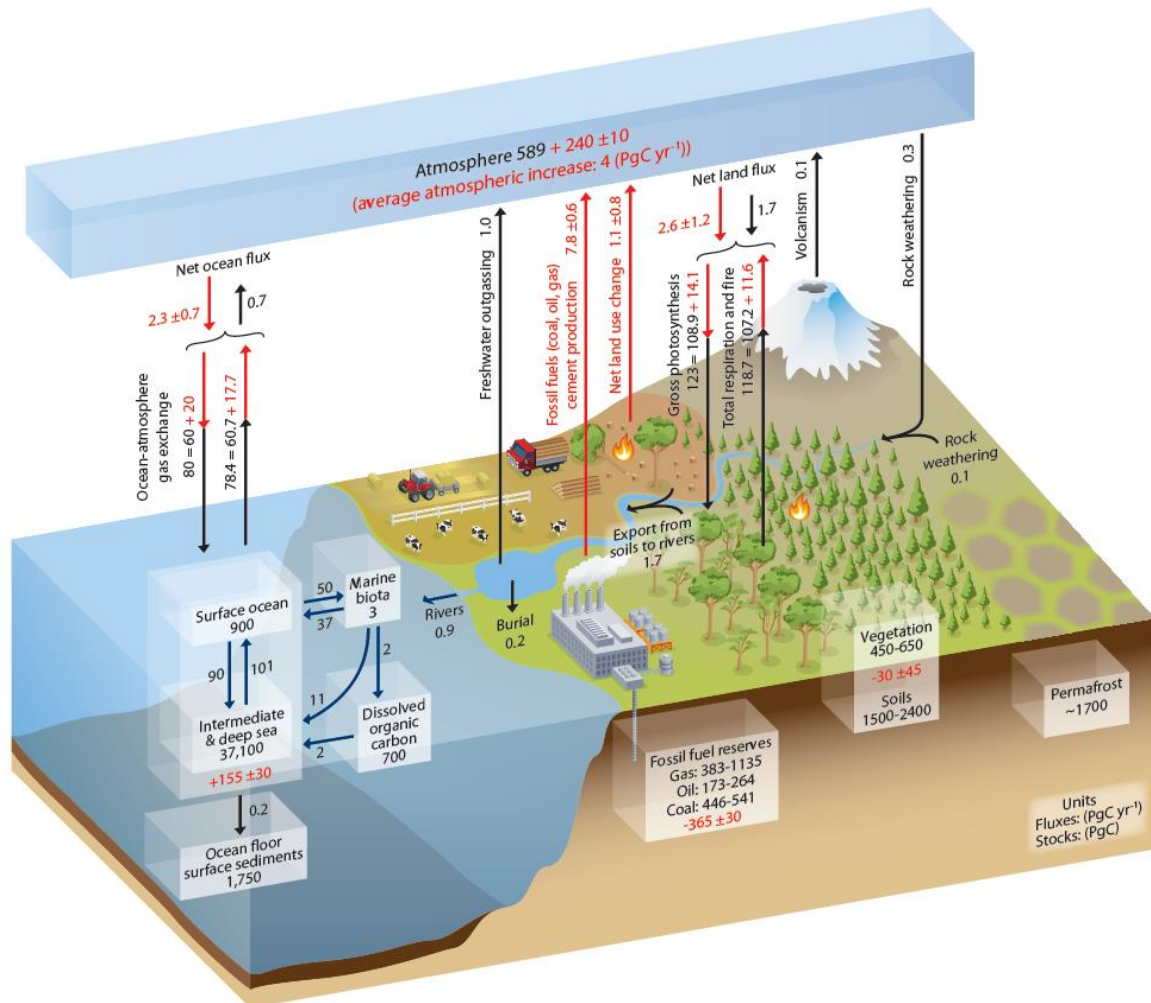 Atmosphere 589 + 240 ±10
(average atmospheric increase: 4 (PgC yr⁻¹))
Net ocean flux
2.3 ±0.7
0.7
Ocean-atmosphere
gas exchange
80 = 60 + 20
78.4 = 60.7 + 17.7
Freshwater outgassing 1.0
Fossil fuels (coal, oil, gas)
cement production 7.8 ±0.6
Net land use change 1.1 ±0.8
Net land flux
2.6 ±1.2
1.7
Gross photosynthesis
123 = 108.9 + 14.1
Total respiration and fire
118.7 = 107.2 + 11.6
Volcanism 0.1
Rock weathering 0.3
Rock
weathering
0.1
Export from
soils to rivers
1.7
Surface ocean
900
50
37
Marine
biota
3
Rivers
0.9
Burial
0.2
90
101
11
2
2
Intermediate
& deep sea
37,100
+155 ±30
Dissolved
organic
carbon
700
0.2
Ocean floor
surface sediments
1,750
Vegetation
450-650
-30 ±45
Soils
1500-2400
Permafrost
~1700
Fossil fuel reserves
Gas: 383-1135
Oil: 173-264
Coal: 446-541
-365 ±30
Units
Fluxes: (PgC yr⁻¹)
Stocks: (PgC)